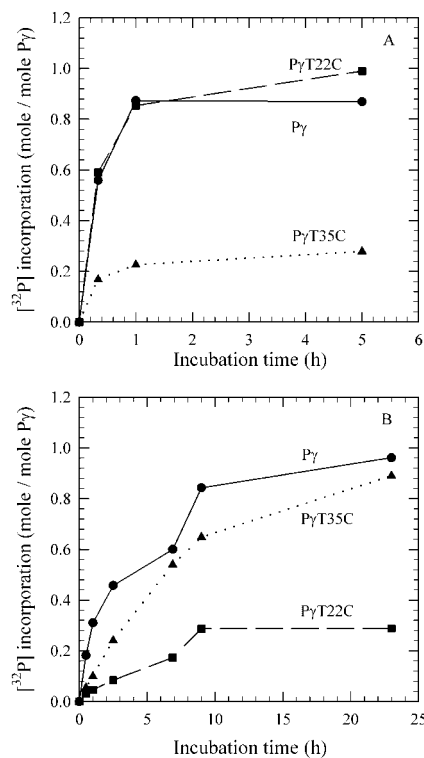 A
[³²P] incorporation (mole / mole Pγ)
1.2
1.0
0.8
0.6
0.4
0.2
0.0
PγT22C
Pγ
PγT35C
0 1 2 3 4 5 6
Incubation time (h)
B
[³²P] incorporation (mole / mole Pγ)
1.2
1.0
0.8
0.6
0.4
0.2
0.0
Pγ
PγT35C
PγT22C
0 5 10 15 20 25
Incubation time (h)